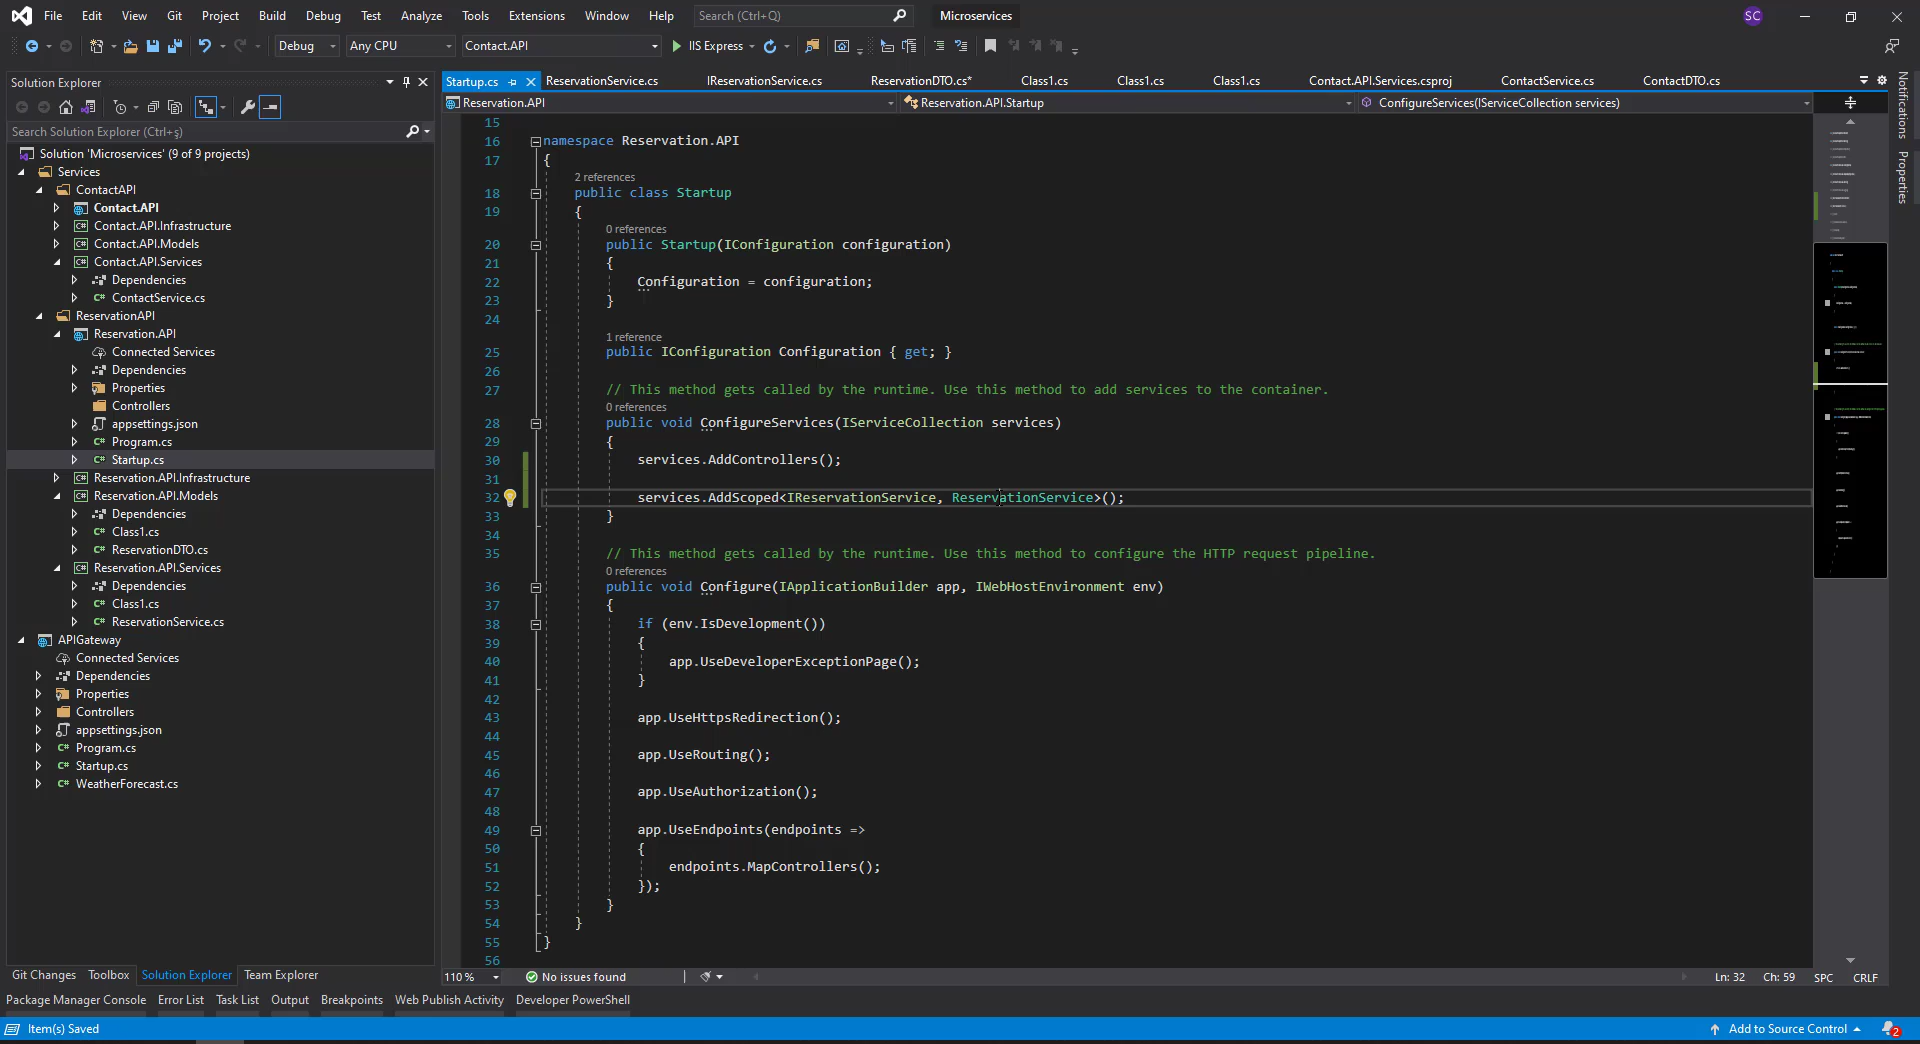 File Edit View Git Project Build Debug Test Analyze Tools Extensions Window Help Search (Ctrl+Q) Microservices SC
Debug Any CPU Contact.API IIS Express
Solution Explorer
Search Solution Explorer (Ctrl+ş)
Solution 'Microservices' (9 of 9 projects)
Services
ContactAPI
Contact.API
Contact.API.Infrastructure
Contact.API.Models
Contact.API.Services
Dependencies
C# ContactService.cs
ReservationAPI
Reservation.API
Connected Services
Dependencies
Properties
Controllers
appsettings.json
C# Program.cs
C# Startup.cs
Reservation.API.Infrastructure
Reservation.API.Models
Dependencies
C# Class1.cs
C# ReservationDTO.cs
Reservation.API.Services
Dependencies
C# Class1.cs
C# ReservationService.cs
APIGateway
Connected Services
Dependencies
Properties
Controllers
appsettings.json
C# Program.cs
C# Startup.cs
C# WeatherForecast.cs
Git Changes Toolbox Solution Explorer Team Explorer
Startup.cs ReservationService.cs IReservationService.cs ReservationDTO.cs* Class1.cs Class1.cs Class1.cs Contact.API.Services.csproj ContactService.cs ContactDTO.cs
Reservation.API Reservation.API.Startup ConfigureServices(IServiceCollection services)
15
16 namespace Reservation.API
17 {
2 references
18 public class Startup
19 {
0 references
20 public Startup(IConfiguration configuration)
21 {
22 Configuration = configuration;
23 }
24
1 reference
25 public IConfiguration Configuration { get; }
26
27 // This method gets called by the runtime. Use this method to add services to the container.
0 references
28 public void ConfigureServices(IServiceCollection services)
29 {
30 services.AddControllers();
31
32 services.AddScoped<IReservationService, ReservationService>();
33 }
34
35 // This method gets called by the runtime. Use this method to configure the HTTP request pipeline.
0 references
36 public void Configure(IApplicationBuilder app, IWebHostEnvironment env)
37 {
38 if (env.IsDevelopment())
39 {
40 app.UseDeveloperExceptionPage();
41 }
42
43 app.UseHttpsRedirection();
44
45 app.UseRouting();
46
47 app.UseAuthorization();
48
49 app.UseEndpoints(endpoints =>
50 {
51 endpoints.MapControllers();
52 });
53 }
54 }
55 }
56
110 % No issues found Ln: 32 Ch: 59 SPC CRLF
Notifications
Properties
Package Manager Console Error List Task List Output Breakpoints Web Publish Activity Developer PowerShell
Item(s) Saved Add to Source Control 2